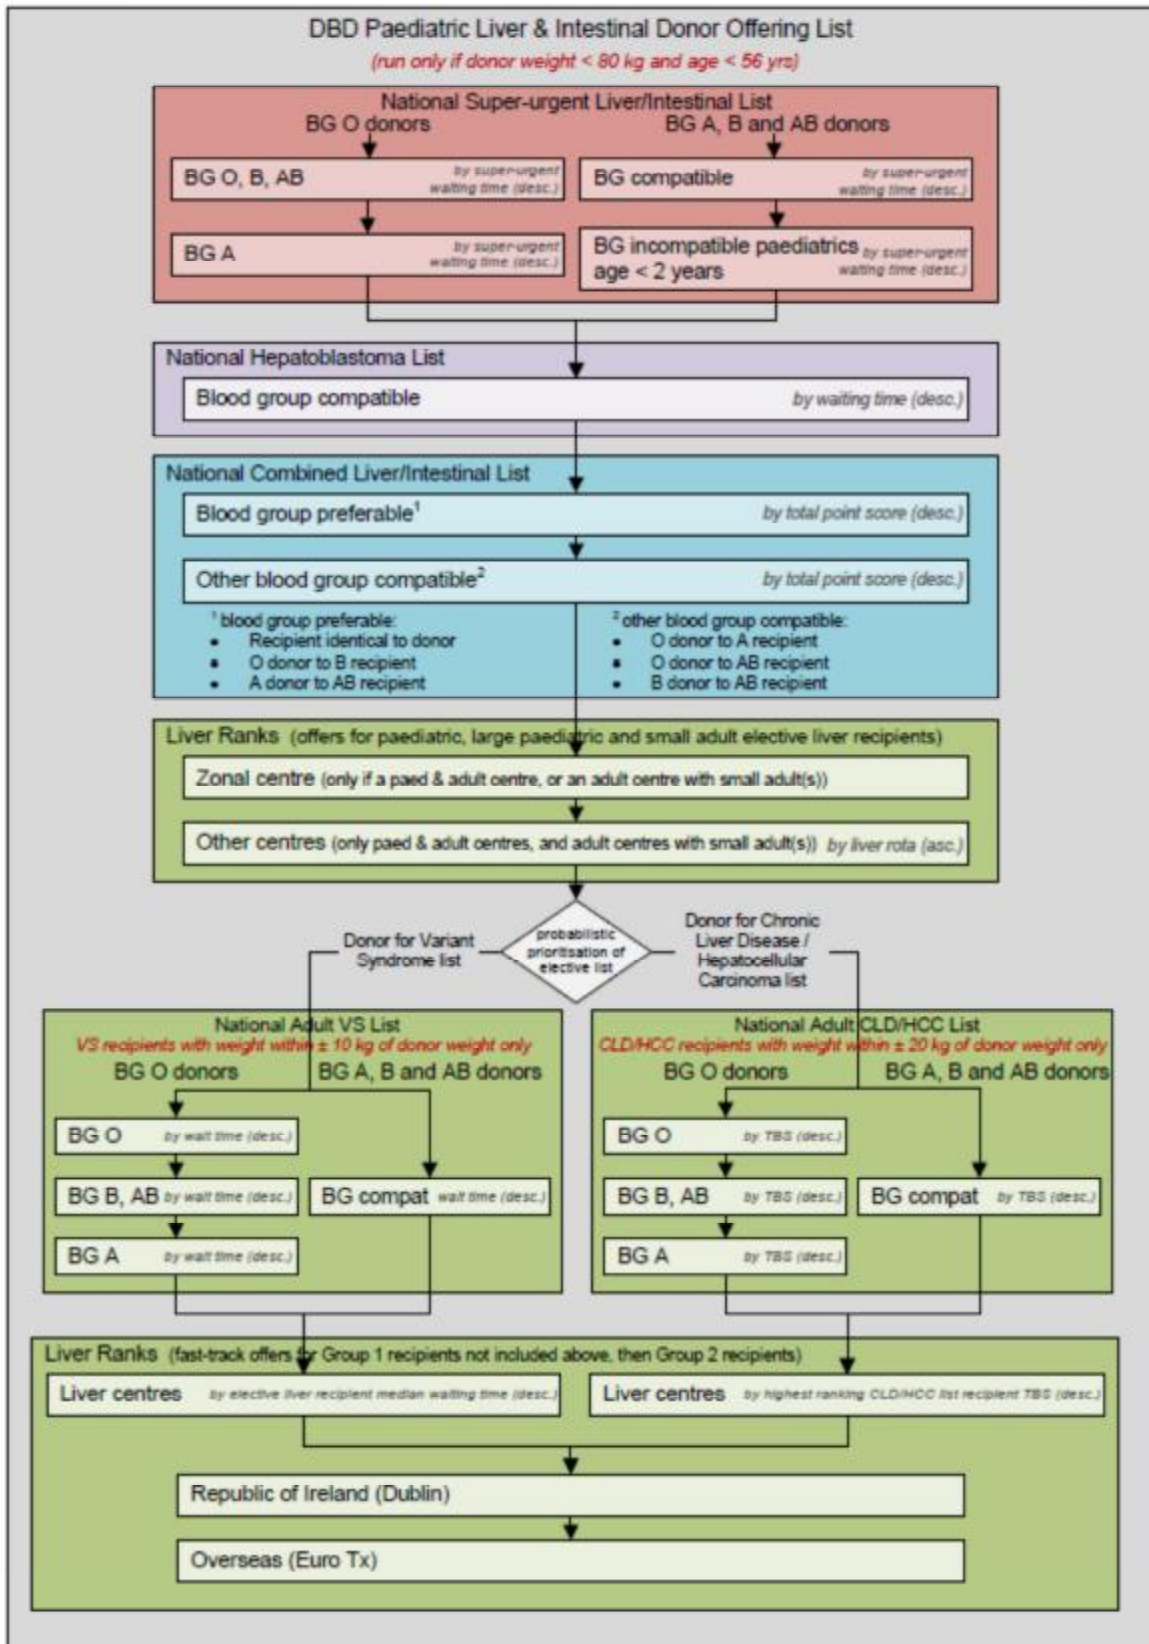 DBD Paediatric Liver & Intestinal Donor Offering List
(run only if donor weight < 80 kg and age < 56 yrs)
National Super-urgent Liver/Intestinal List
BG O donors
BG A, B and AB donors
BG O, B, AB
by super-urgent
waiting time (desc.)
BG compatible
by super-urgent
waiting time (desc.)
BG A
by super-urgent
waiting time (desc.)
BG incompatible paediatrics
age < 2 years
by super-urgent
waiting time (desc.)
National Hepatoblastoma List
Blood group compatible by waiting time (desc.)
National Combined Liver/Intestinal List
Blood group preferable¹ by total point score (desc.)
Other blood group compatible² by total point score (desc.)
¹ blood group preferable:
• Recipient identical to donor
• O donor to B recipient
• A donor to AB recipient
² other blood group compatible:
• O donor to A recipient
• O donor to AB recipient
• B donor to AB recipient
Liver Ranks (offers for paediatric, large paediatric and small adult elective liver recipients)
Zonal centre (only if a paed & adult centre, or an adult centre with small adult(s))
Other centres (only paed & adult centres, and adult centres with small adult(s)) by liver rota (asc.)
Donor for Variant
Syndrome list
probabilistic
prioritisation of
elective list
Donor for Chronic
Liver Disease /
Hepatocellular
Carcinoma list
National Adult VS List
VS recipients with weight within ± 10 kg of donor weight only
BG O donors
BG A, B and AB donors
BG O by wait time (desc.)
BG B, AB by wait time (desc.)
BG compat wait time (desc.)
BG A by wait time (desc.)
National Adult CLD/HCC List
CLD/HCC recipients with weight within ± 20 kg of donor weight only
BG O donors
BG A, B and AB donors
BG O by TBS (desc.)
BG B, AB by TBS (desc.)
BG compat by TBS (desc.)
BG A by TBS (desc.)
Liver Ranks (fast-track offers for Group 1 recipients not included above, then Group 2 recipients)
Liver centres by elective liver recipient median waiting time (desc.)
Liver centres by highest ranking CLD/HCC list recipient TBS (desc.)
Republic of Ireland (Dublin)
Overseas (Euro Tx)